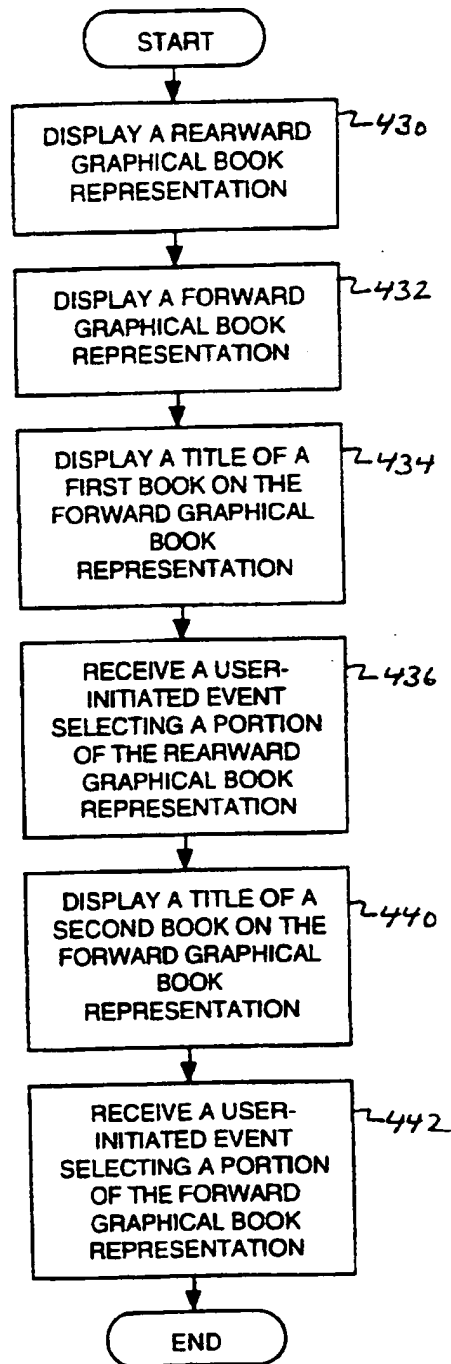 START
DISPLAY A REARWARD
GRAPHICAL BOOK
REPRESENTATION
430
DISPLAY A FORWARD
GRAPHICAL BOOK
REPRESENTATION
432
DISPLAY A TITLE OF A
FIRST BOOK ON THE
FORWARD GRAPHICAL
BOOK
REPRESENTATION
434
RECEIVE A USER-
INITIATED EVENT
SELECTING A PORTION
OF THE REARWARD
GRAPHICAL BOOK
REPRESENTATION
436
DISPLAY A TITLE OF A
SECOND BOOK ON THE
FORWARD GRAPHICAL
BOOK
REPRESENTATION
440
RECEIVE A USER-
INITIATED EVENT
SELECTING A PORTION
OF THE FORWARD
GRAPHICAL BOOK
REPRESENTATION
442
END